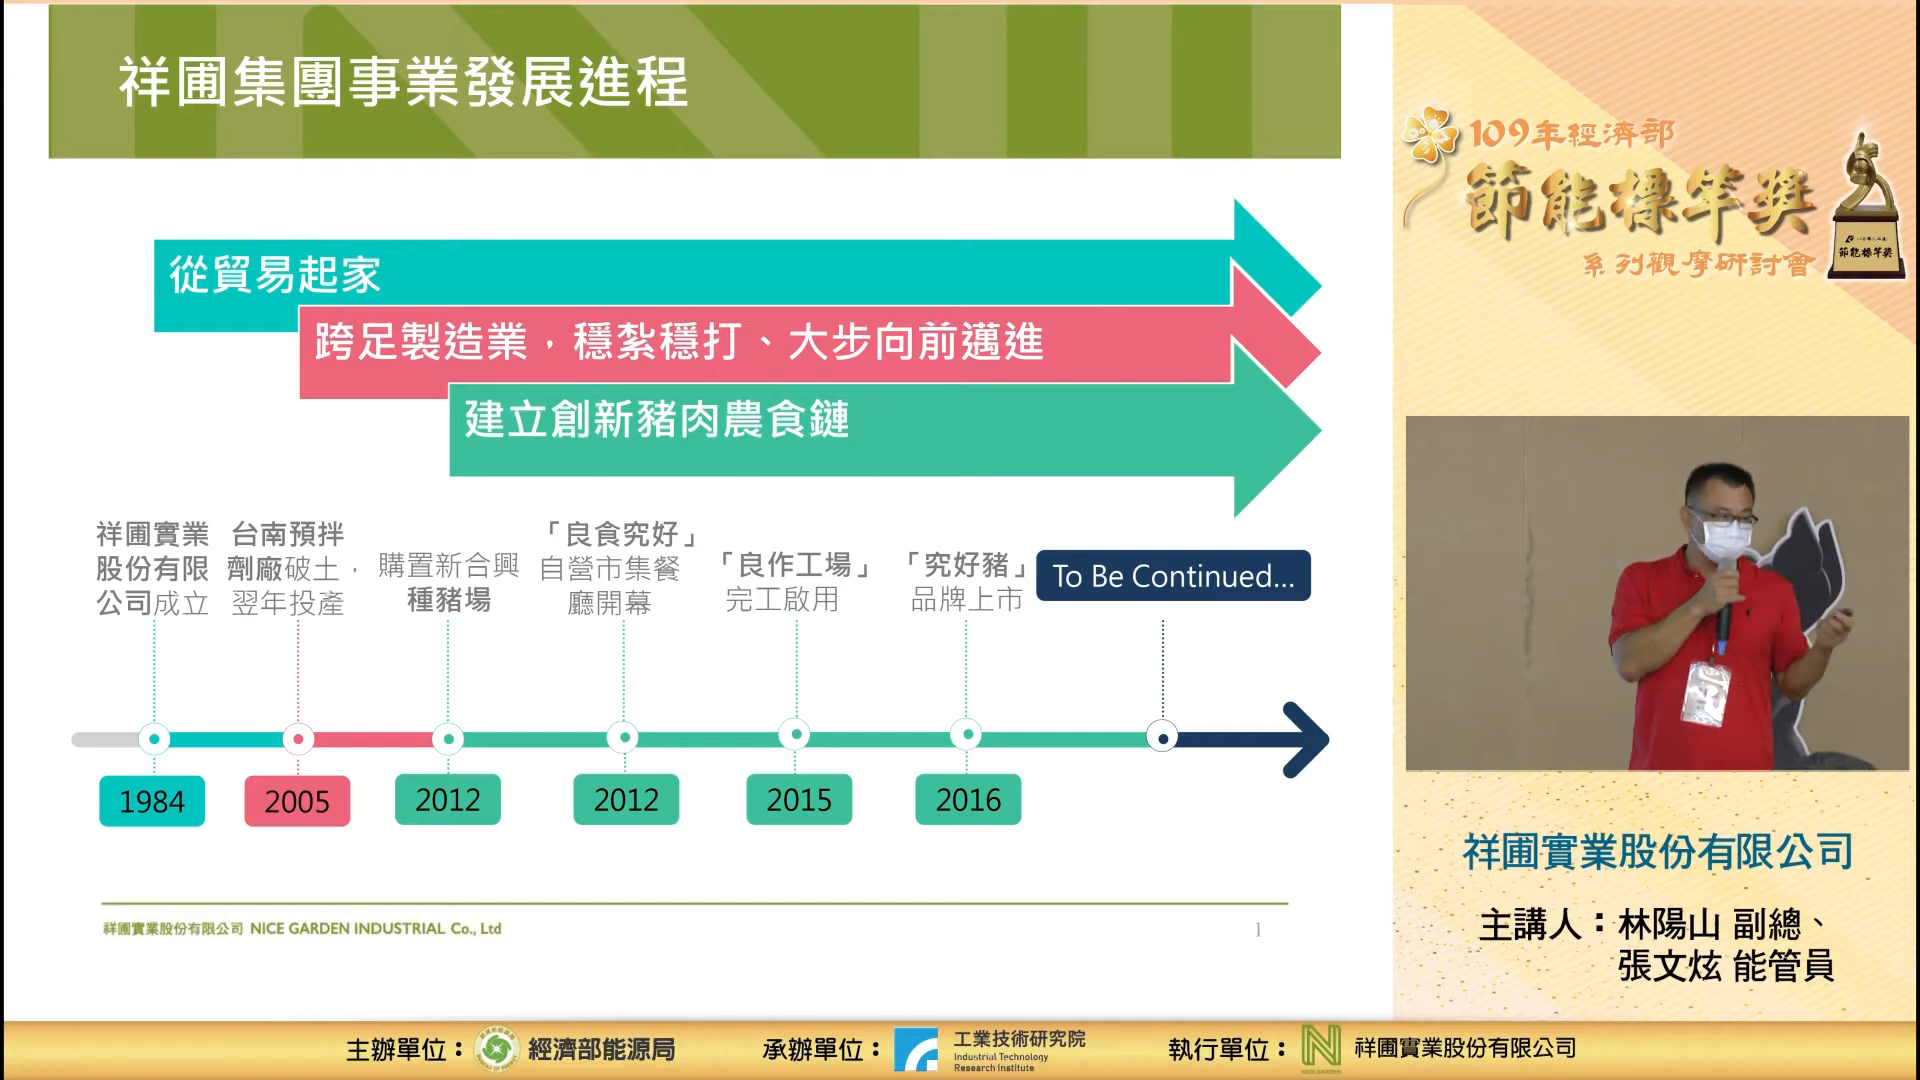 祥圃集團事業發展進程
從貿易起家
跨足製造業，穩紮穩打、大步向前邁進
建立創新豬肉農食鏈
祥圃實業
股份有限
公司成立
台南預拌
劑廠破土，
翌年投產
購置新合興
種豬場
「良食究好」
自營市集餐
廳開幕
「良作工場」
完工啟用
「究好豬」
品牌上市
To Be Continued...
1984
2005
2012
2012
2015
2016
祥圃實業股份有限公司 NICE GARDEN INDUSTRIAL Co., Ltd
1
109年經濟部
節能標竿獎
系列觀摩研討會
節能標竿獎
祥圃實業股份有限公司
主講人：林陽山 副總、
張文炫 能管員
主辦單位：
經濟部能源局
承辦單位：
工業技術研究院
Industrial Technology
Research Institute
執行單位：
NICE GARDEN
祥圃實業股份有限公司